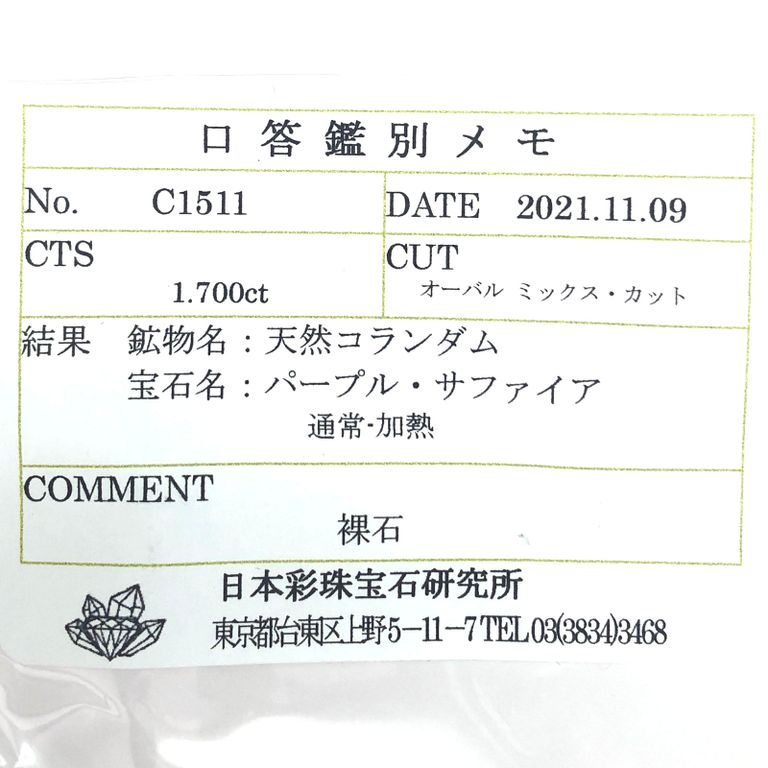 口答鑑別メモ
No. C1511 DATE 2021.11.09
CTS CUT
1.700ct オーバル ミックス・カット
結果 鉱物名：天然コランダム
宝石名：パープル・サファイア
通常-加熱
COMMENT
裸石
日本彩珠宝石研究所
東京都台東区上野5－11－7 TEL 03(3834)3468